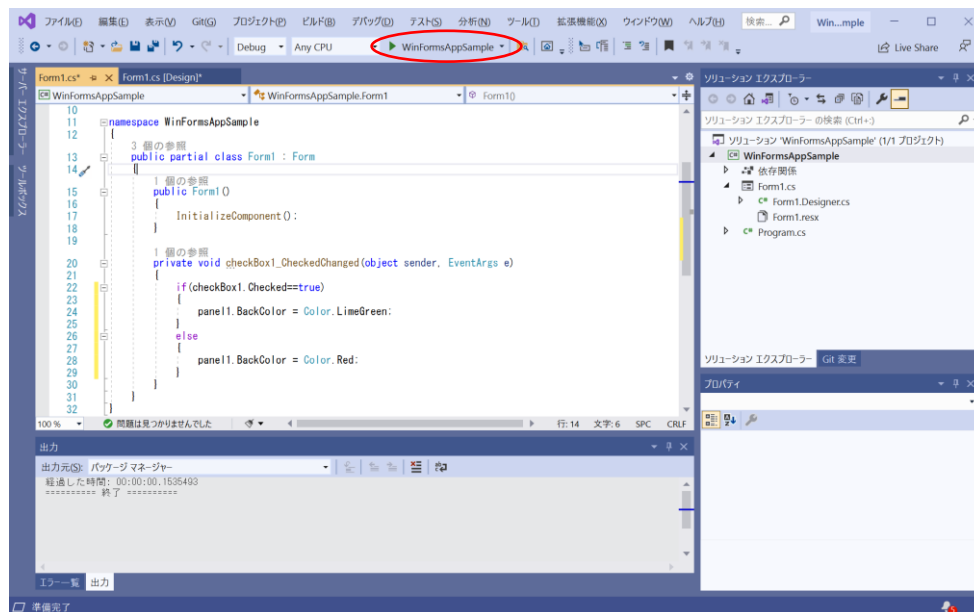 ファイル(F) 編集(E) 表示(V) Git(G) プロジェクト(P) ビルド(B) デバッグ(D) テスト(S) 分析(N) ツール(T) 拡張機能(X) ウィンドウ(W) ヘルプ(H) 検索... Win...mple
Debug Any CPU WinFormsAppSample Live Share
サーバー エクスプローラー
ツールボックス
Form1.cs* Form1.cs [Design]*
WinFormsAppSample WinFormsAppSample.Form1 Form1()
10
11 namespace WinFormsAppSample
12 {
3 個の参照
13 public partial class Form1 : Form
14 {
1 個の参照
15 public Form1()
16 {
17 InitializeComponent();
18 }
19
1 個の参照
20 private void checkBox1_CheckedChanged(object sender, EventArgs e)
21 {
22 if(checkBox1.Checked==true)
23 {
24 panel1.BackColor = Color.LimeGreen;
25 }
26 else
27 {
28 panel1.BackColor = Color.Red;
29 }
30 }
31 }
32 }
100 % 問題は見つかりませんでした 行: 14 文字: 6 SPC CRLF
出力
出力元(S): パッケージ マネージャー
経過した時間: 00:00:00.1535493
========== 終了 ==========
エラー一覧 出力
ソリューション エクスプローラー
ソリューション エクスプローラー の検索 (Ctrl+:)
ソリューション 'WinFormsAppSample' (1/1 プロジェクト)
WinFormsAppSample
依存関係
Form1.cs
Form1.Designer.cs
Form1.resx
Program.cs
ソリューション エクスプローラー Git 変更
プロパティ
準備完了